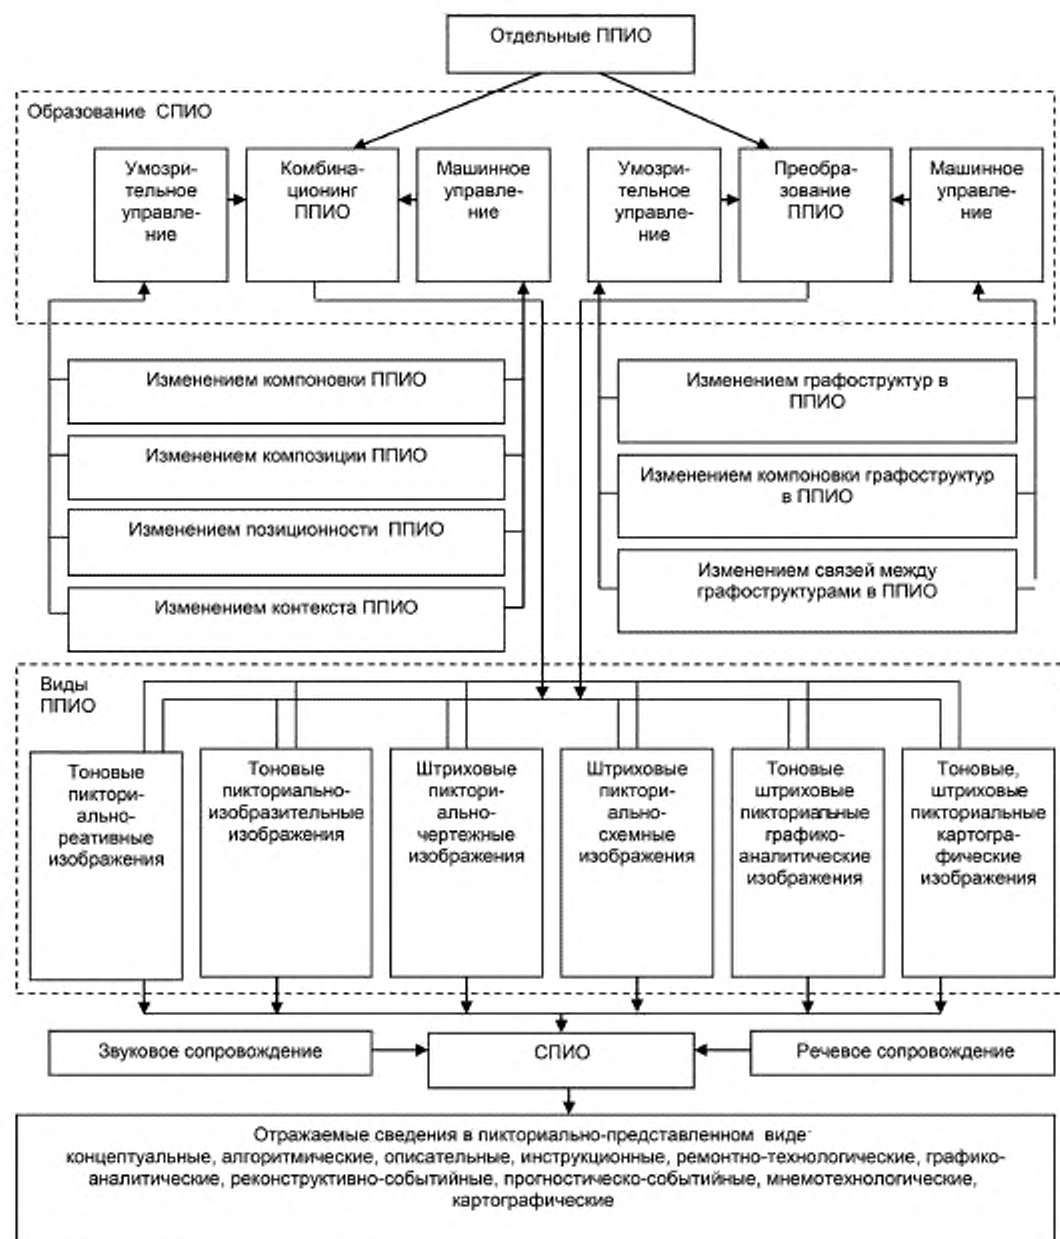 Отдельные ППИО
Образование СПИО
Умозри-
тельное
управле-
ние
Комбина-
ционинг
ППИО
Машинное
управле-
ние
Умозри-
тельное
управле-
ние
Преобра-
зование
ППИО
Машинное
управле-
ние
Изменением компоновки ППИО
Изменением композиции ППИО
Изменением позиционности ППИО
Изменением контекста ППИО
Изменением графоструктур в
ППИО
Изменением компоновки графоструктур
в ППИО
Изменением связей между
графоструктурами в ППИО
Виды
ППИО
Тоновые
пиктори-
ально-
реативные
изображения
Тоновые
пикториально-
изобразительные
изображения
Штриховые
пиктори-
ально-
чертежные
изображения
Штриховые
пиктори-
ально-
схемные
изображения
Тоновые
штриховые
пикториальные
графико-
аналитические
изображения
Тоновые,
штриховые
пикториальные
картогра-
фические
изображения
Звуковое сопровождение
СПИО
Речевое сопровождение
Отражаемые сведения в пикториально-представленном виде:
концептуальные, алгоритмические, описательные, инструкционные, ремонтно-технологические, графико-
аналитические, реконструктивно-событийные, прогностическо-событийные, мнемотехнологические,
картографические